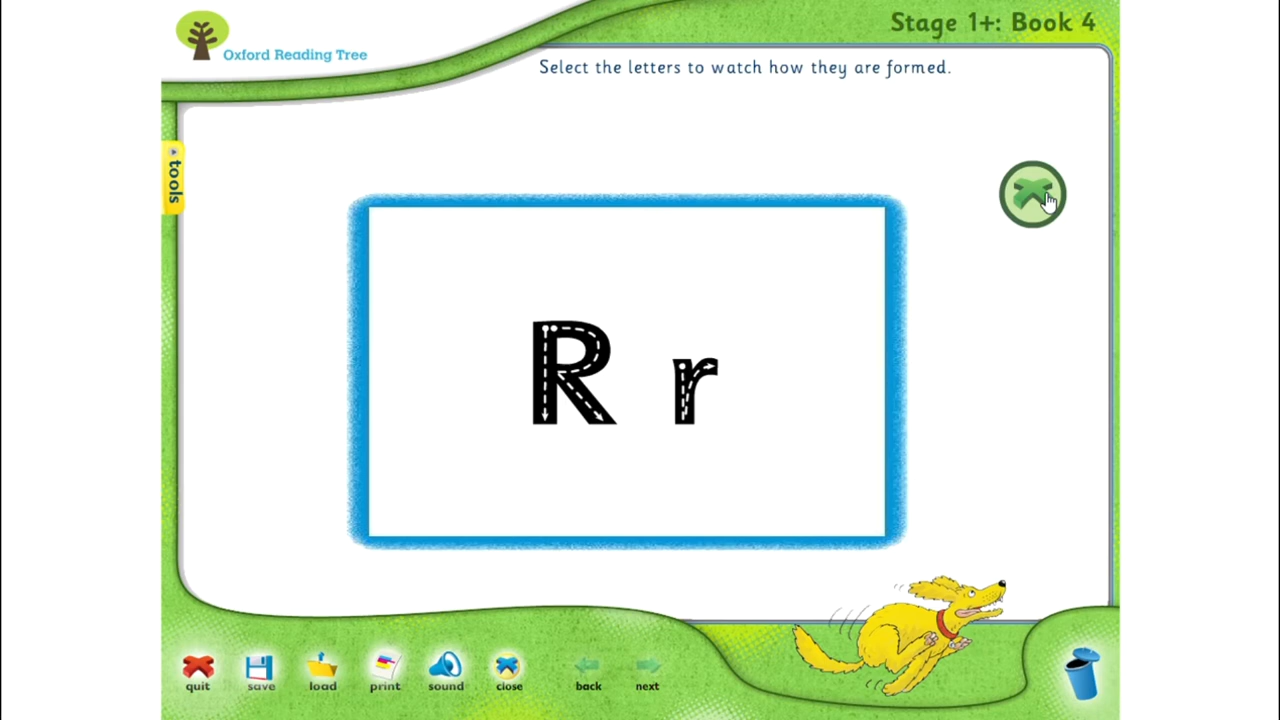 Stage 1+: Book 4
Oxford Reading Tree
Select the letters to watch how they are formed.
tools
R r
quit save load print sound close back next